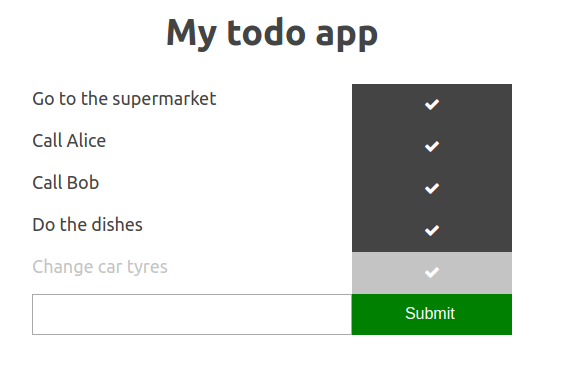 My todo app
Go to the supermarket
Call Alice
Call Bob
Do the dishes
Change car tyres
Submit